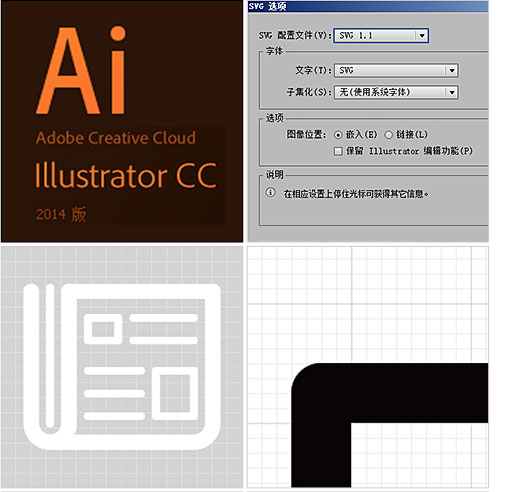 Ai
Adobe Creative Cloud
Illustrator CC
2014 版
SVG 选项
SVG 配置文件(V): SVG 1.1
字体
文字(T): SVG
子集化(S): 无(使用系统字体)
选项
图像位置: 嵌入(E) 链接(L)
保留 Illustrator 编辑功能(P)
说明
在相应设置上停住光标可获得其它信息。